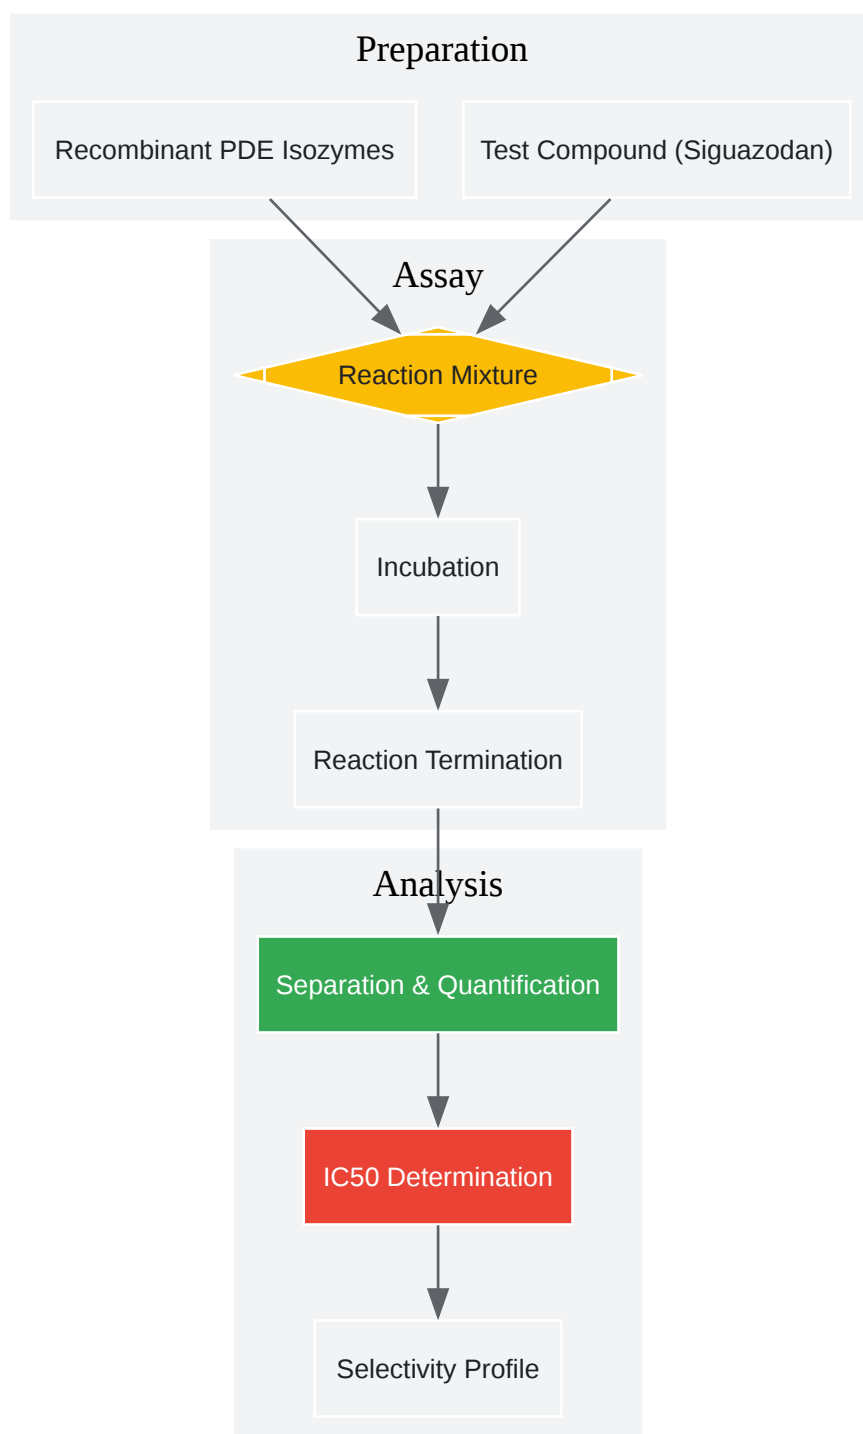 Preparation
Recombinant PDE Isozymes
Test Compound (Siguazodan)
Assay
Reaction Mixture
Incubation
Reaction Termination
Analysis
Separation & Quantification
IC50 Determination
Selectivity Profile